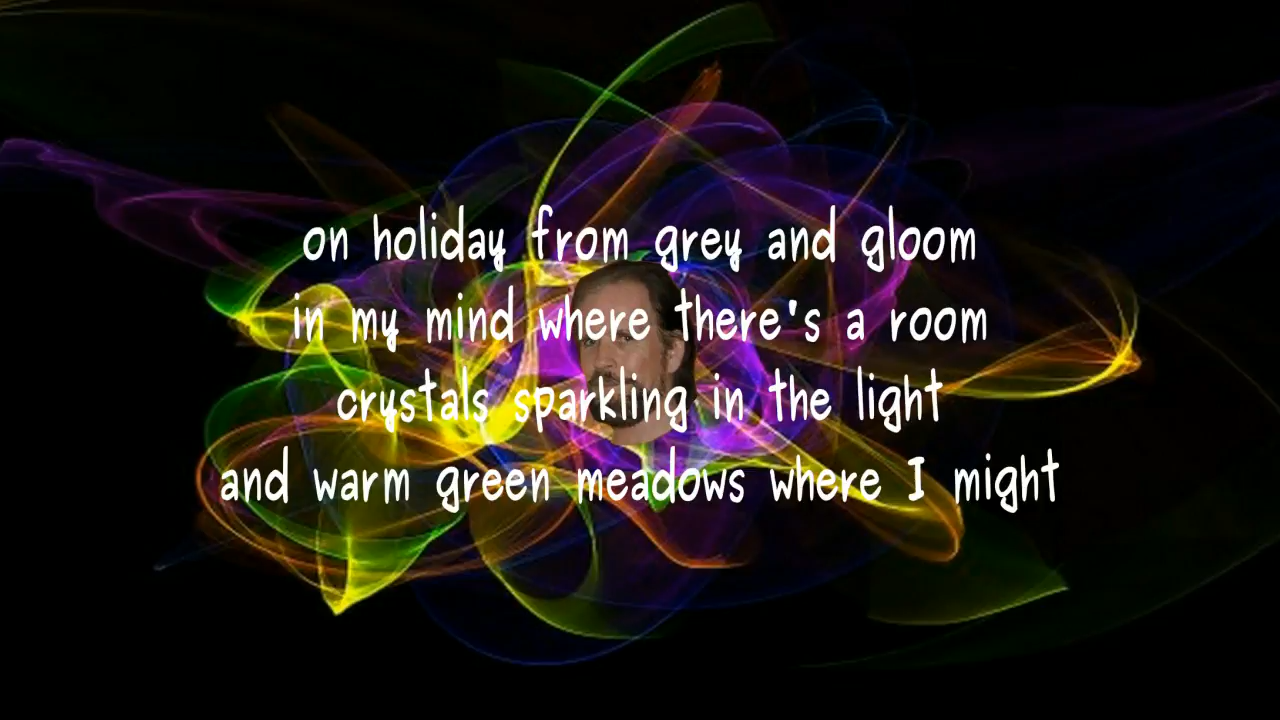 on holiday from grey and gloom
in my mind where there's a room
crystals sparkling in the light
and warm green meadows where I might